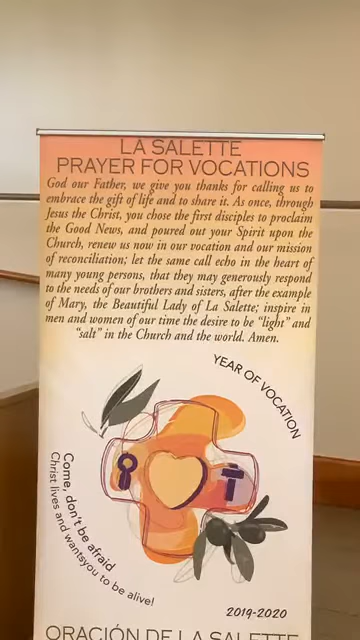 LA SALETTE
PRAYER FOR VOCATIONS
God our Father, we give you thanks for calling us to
embrace the gift of life and to share it. As once, through
Jesus the Christ, you chose the first disciples to proclaim
the Good News, and poured out your Spirit upon the
Church, renew us now in our vocation and our mission
of reconciliation; let the same call echo in the heart of
many young persons, that they may generously respond
to the needs of our brothers and sisters, after the example
of Mary, the Beautiful Lady of La Salette; inspire in
men and women of our time the desire to be “light” and
“salt” in the Church and the world. Amen.
YEAR OF VOCATION
Come, don't be afraid
Christ lives and wantsyou to be alive!
2019-2020
ORACIÓN DE LA SALETTE